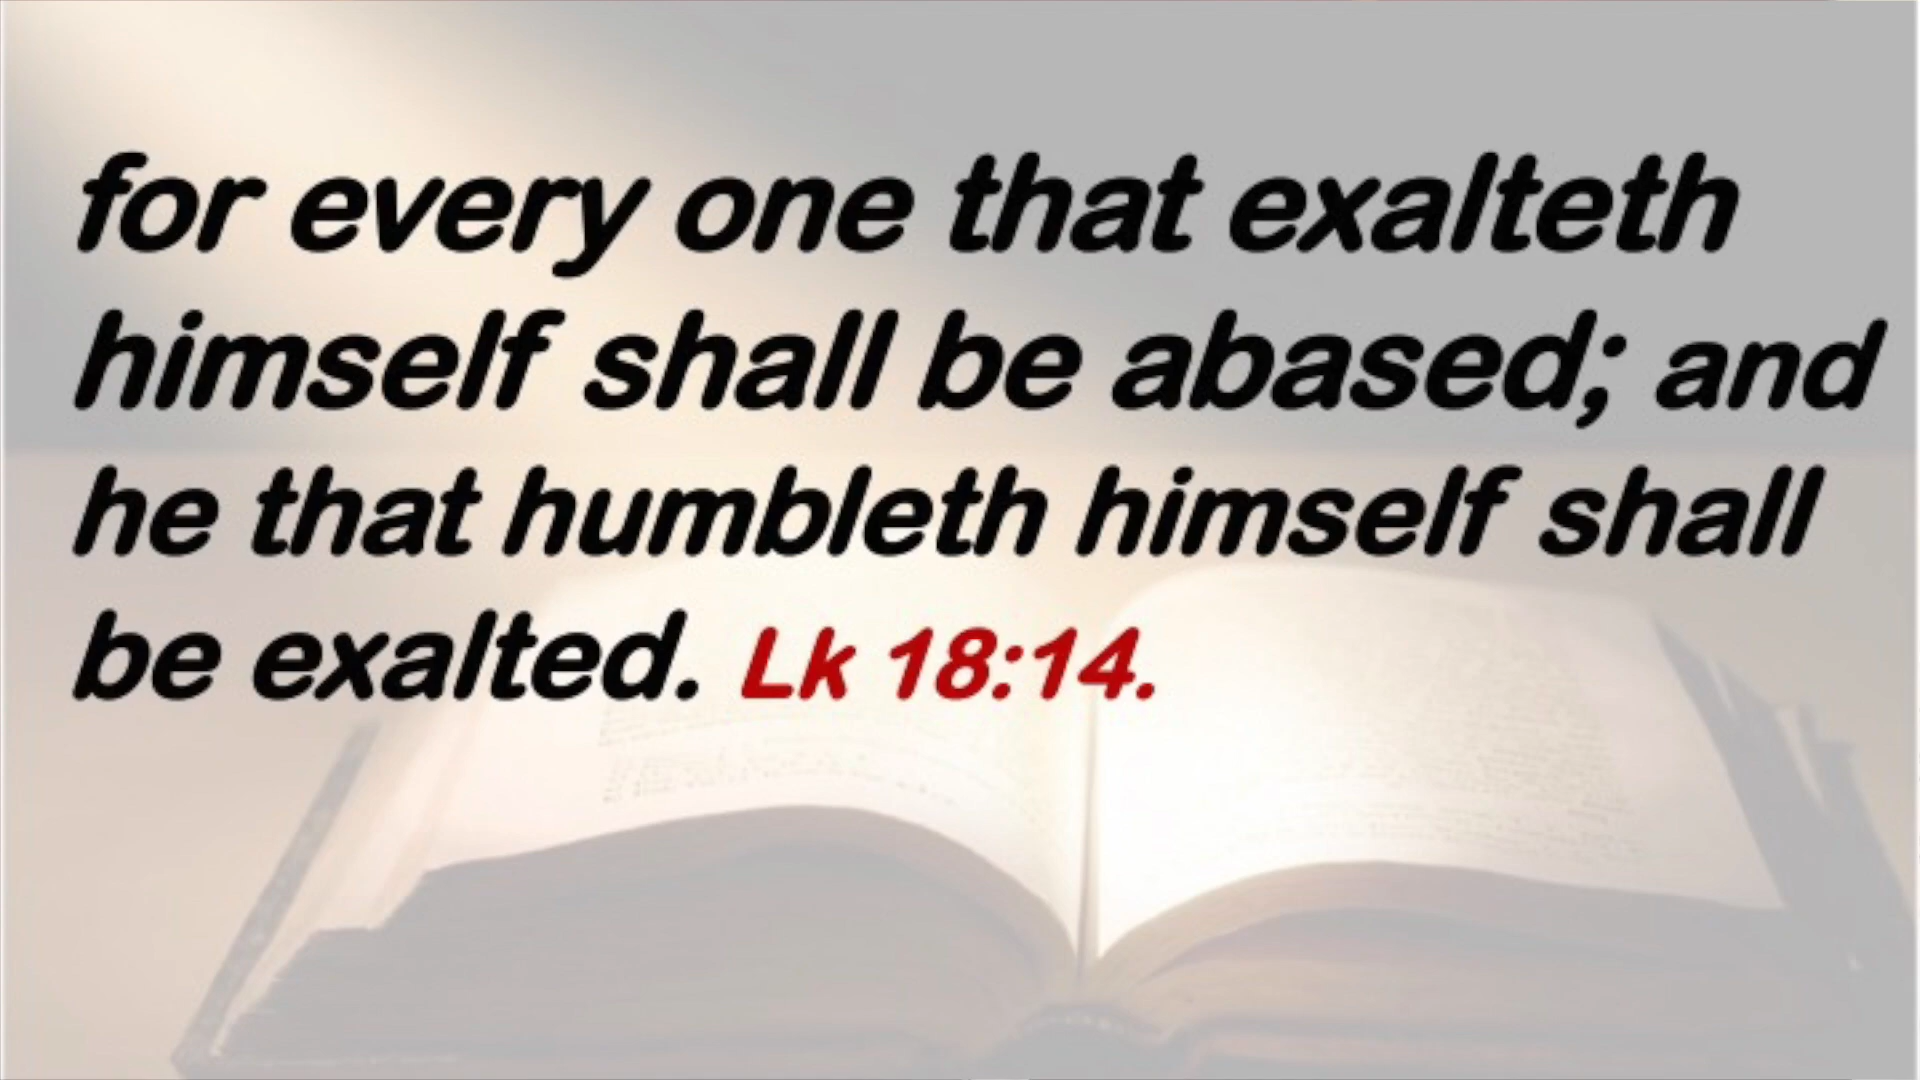 for every one that exalteth
himself shall be abased; and
he that humbleth himself shall
be exalted. Lk 18:14.